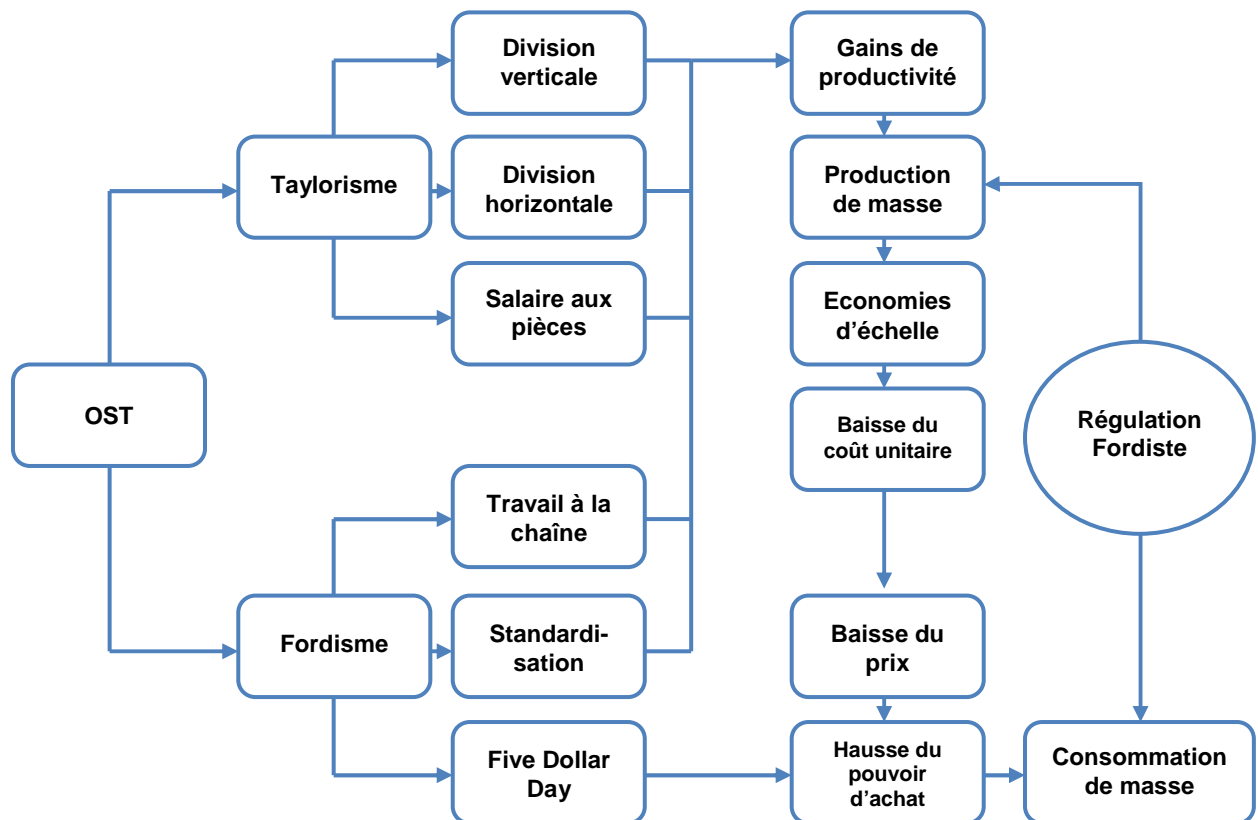 Division
verticale
Gains de
productivité
Taylorisme
Division
horizontale
Production
de masse
Salaire aux
pièces
Economies
d’échelle
OST
Baisse du
coût unitaire
Régulation
Fordiste
Travail à la
chaîne
Fordisme
Standardi-
sation
Baisse du
prix
Five Dollar
Day
Hausse du
pouvoir
d’achat
Consommation
de masse